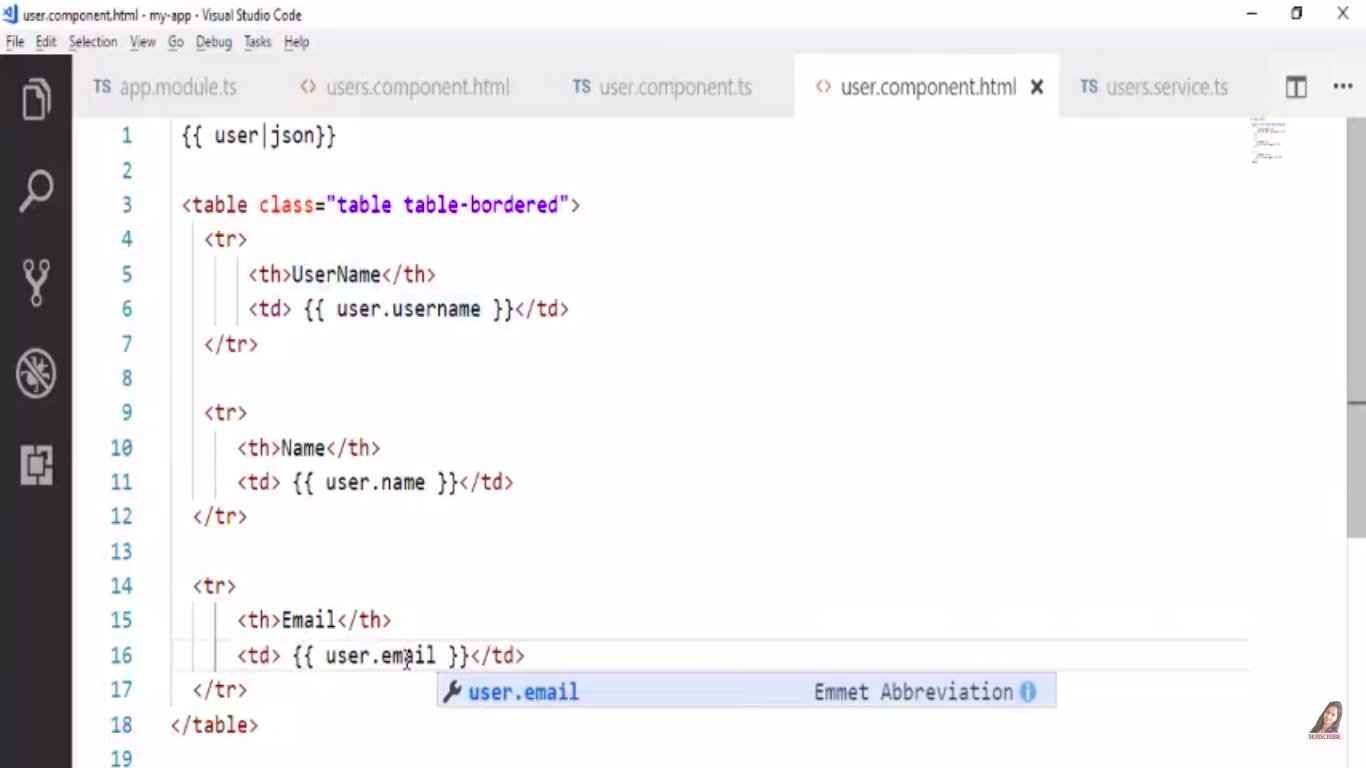 user.component.html - my-app - Visual Studio Code
File Edit Selection View Go Debug Tasks Help
TS app.module.ts <> users.component.html TS user.component.ts <> user.component.html TS users.service.ts
1 {{ user|json}}
2
3 <table class="table table-bordered">
4 <tr>
5 <th>UserName</th>
6 <td> {{ user.username }}</td>
7 </tr>
8
9 <tr>
10 <th>Name</th>
11 <td> {{ user.name }}</td>
12 </tr>
13
14 <tr>
15 <th>Email</th>
16 <td> {{ user.email }}</td>
user.email Emmet Abbreviation
17 </tr>
18 </table>
19
SUBSCRIBE